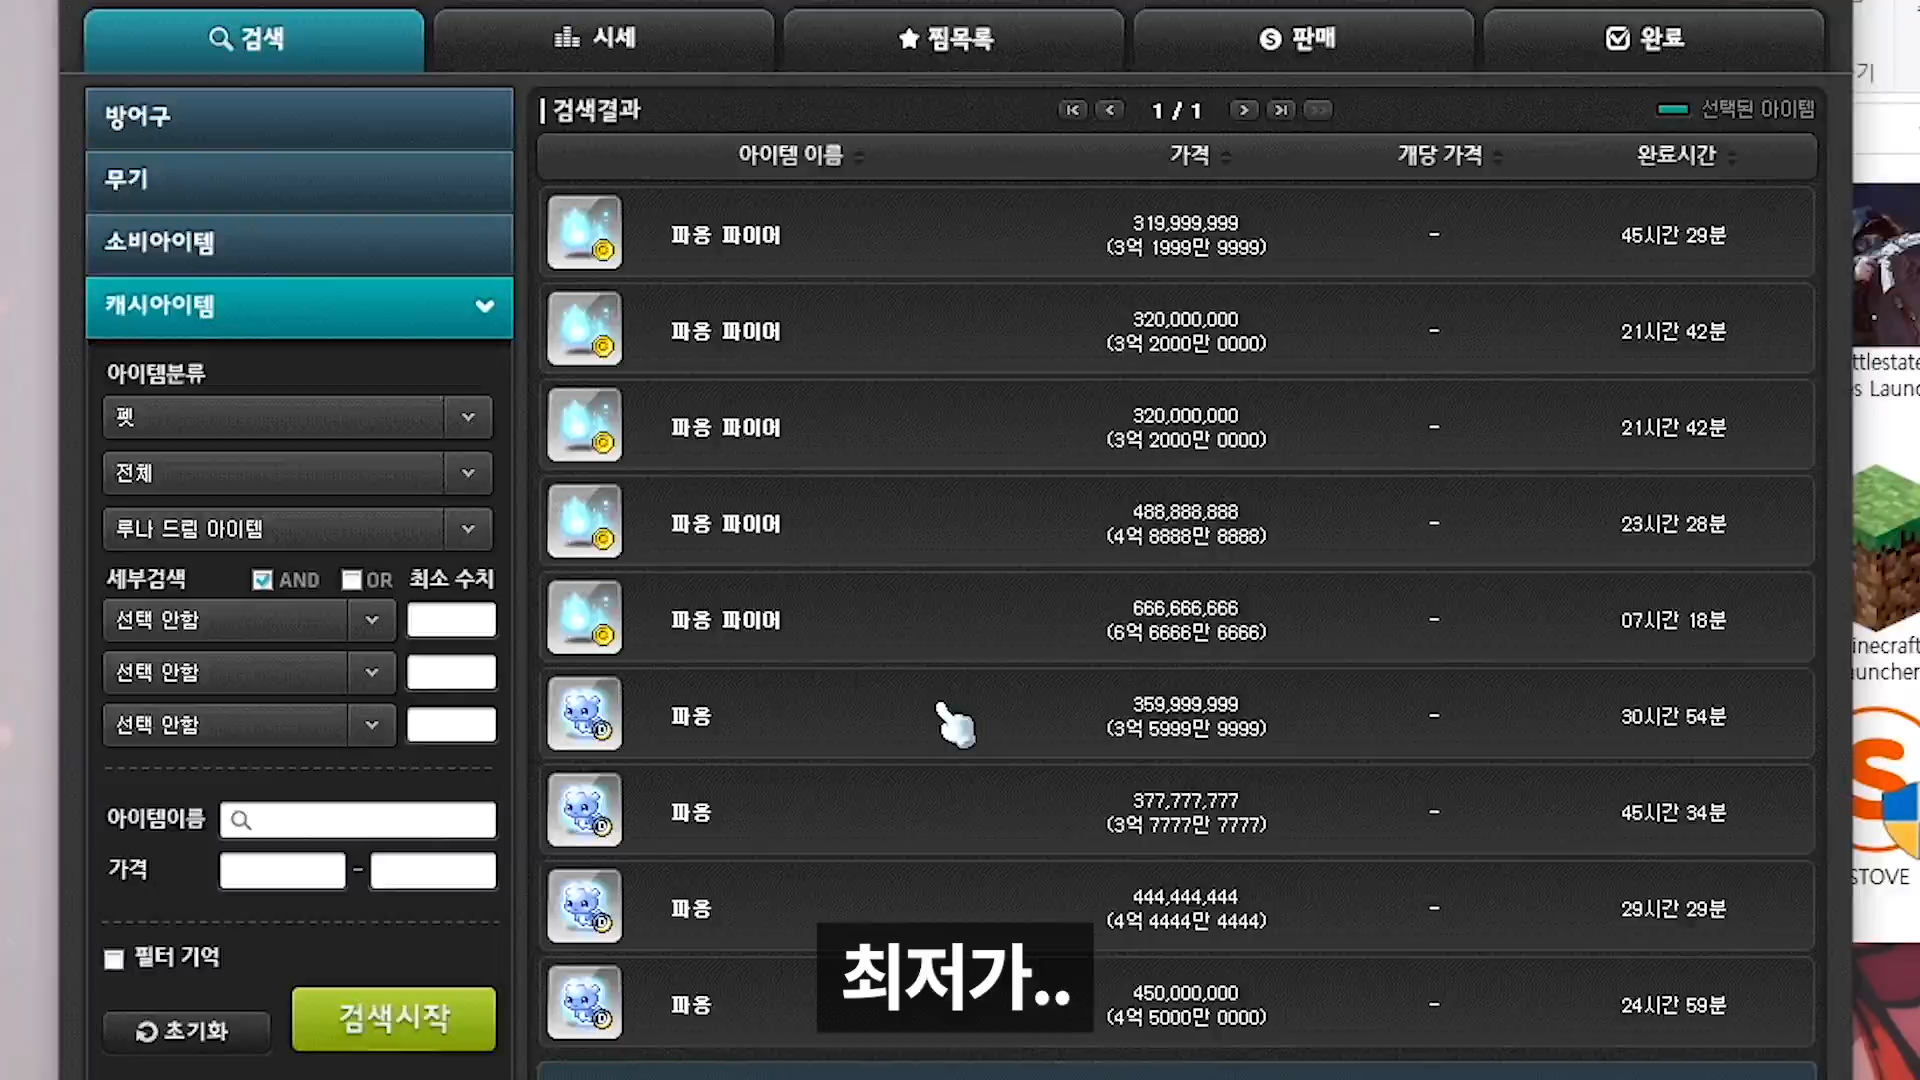 검색
시세
찜목록
판매
완료
방어구
무기
소비아이템
캐시아이템
아이템분류
펫
전체
루나 드림 아이템
세부검색 AND OR 최소 수치
선택 안함
선택 안함
선택 안함
아이템이름
가격 -
필터 기억
초기화
검색시작
검색결과
1 / 1
선택된 아이템
아이템 이름 가격 개당 가격 완료시간
파웅 파이어 319,999,999 - 45시간 29분
(3억 1999만 9999)
파웅 파이어 320,000,000 - 21시간 42분
(3억 2000만 0000)
파웅 파이어 320,000,000 - 21시간 42분
(3억 2000만 0000)
파웅 파이어 488,888,888 - 23시간 28분
(4억 8888만 8888)
파웅 파이어 666,666,666 - 07시간 18분
(6억 6666만 6666)
파웅 359,999,999 - 30시간 54분
(3억 5999만 9999)
파웅 377,777,777 - 45시간 34분
(3억 7777만 7777)
파웅 444,444,444 - 29시간 29분
(4억 4444만 4444)
파웅 450,000,000 - 24시간 59분
(4억 5000만 0000)
최저가..
기
ttlestate
s Launc
inecraft
auncher
STOVE